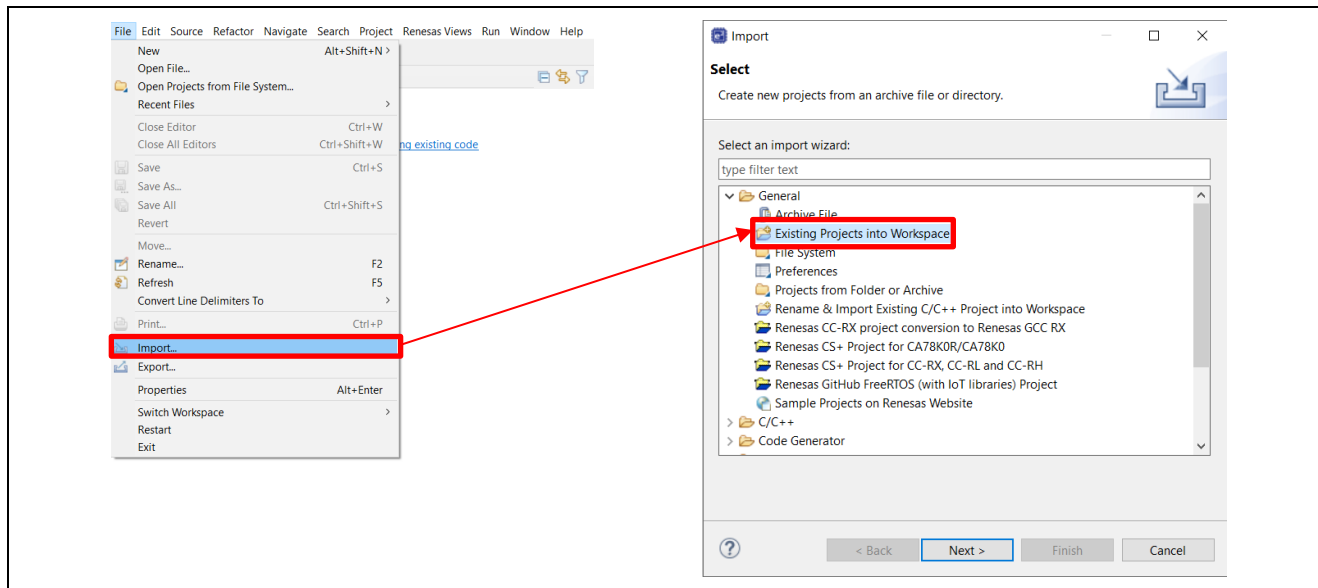 File Edit Source Refactor Navigate Search Project Renesas Views Run Window Help
New Alt+Shift+N >
Open File...
Open Projects from File System...
Recent Files >
Close Editor Ctrl+W
Close All Editors Ctrl+Shift+W
ng existing code
Save Ctrl+S
Save As...
Save All Ctrl+Shift+S
Revert
Move...
Rename... F2
Refresh F5
Convert Line Delimiters To >
Print... Ctrl+P
Import...
Export...
Properties Alt+Enter
Switch Workspace >
Restart
Exit
Import
Select
Create new projects from an archive file or directory.
Select an import wizard:
type filter text
General
Archive File
Existing Projects into Workspace
File System
Preferences
Projects from Folder or Archive
Rename & Import Existing C/C++ Project into Workspace
Renesas CC-RX project conversion to Renesas GCC RX
Renesas CS+ Project for CA78K0R/CA78K0
Renesas CS+ Project for CC-RX, CC-RL and CC-RH
Renesas GitHub FreeRTOS (with IoT libraries) Project
Sample Projects on Renesas Website
> C/C++
> Code Generator
? < Back Next > Finish Cancel